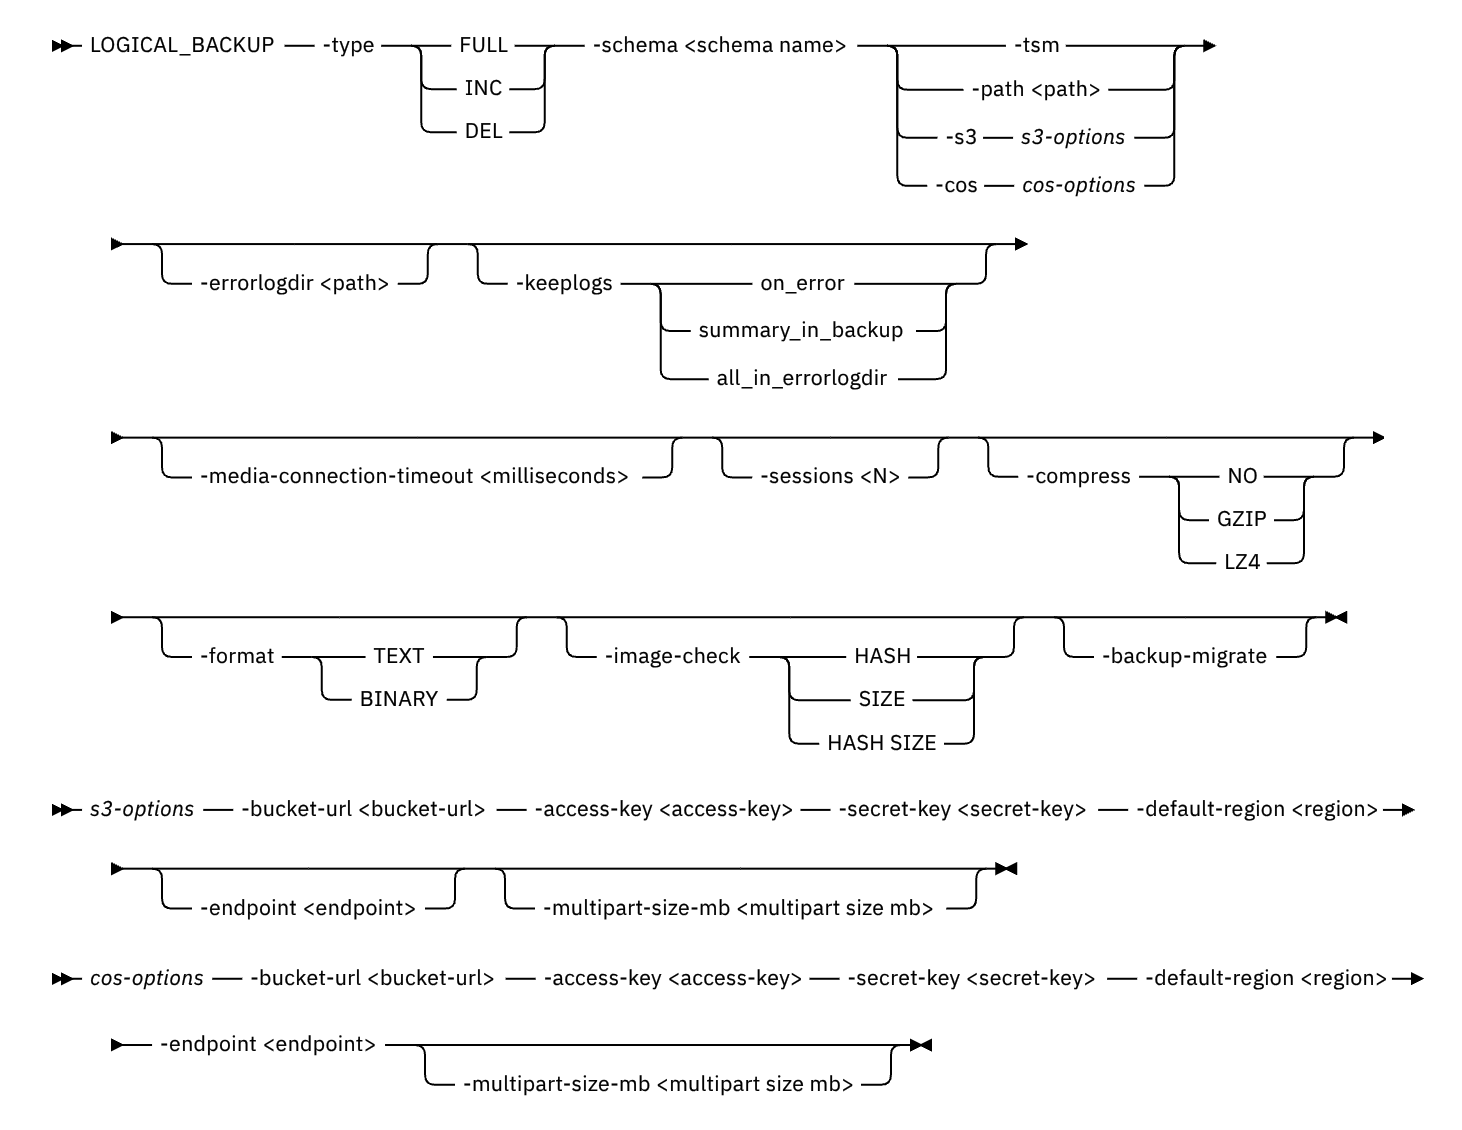 LOGICAL_BACKUP -type FULL -schema <schema name> -tsm
INC -path <path>
DEL -s3 s3-options
-cos cos-options
-errorlogdir <path> -keeplogs on_error
summary_in_backup
all_in_errorlogdir
-media-connection-timeout <milliseconds> -sessions <N> -compress NO
GZIP
LZ4
-format TEXT -image-check HASH -backup-migrate
BINARY SIZE
HASH SIZE
s3-options -bucket-url <bucket-url> -access-key <access-key> -secret-key <secret-key> -default-region <region>
-endpoint <endpoint> -multipart-size-mb <multipart size mb>
cos-options -bucket-url <bucket-url> -access-key <access-key> -secret-key <secret-key> -default-region <region>
-endpoint <endpoint>
-multipart-size-mb <multipart size mb>